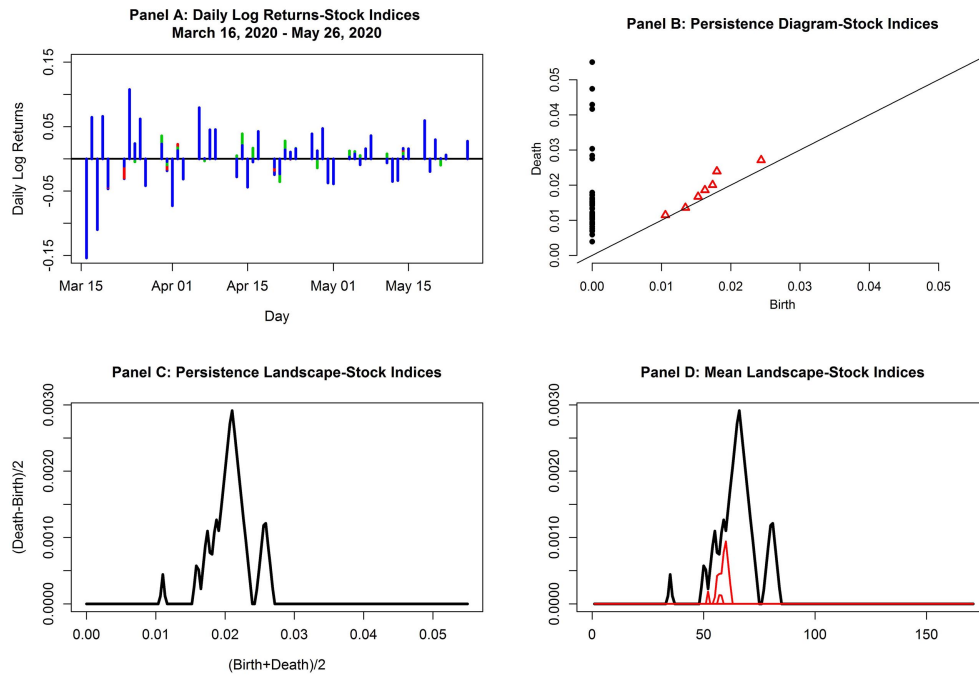 Panel A: Daily Log Returns-Stock Indices
March 16, 2020 - May 26, 2020
Daily Log Returns
0.15
0.05
-0.05
-0.15
Mar 15
Apr 01
Apr 15
May 01
May 15
Day
Panel B: Persistence Diagram-Stock Indices
Death
0.05
0.04
0.03
0.02
0.01
0.00
0.00
0.01
0.02
0.03
0.04
0.05
Birth
Panel C: Persistence Landscape-Stock Indices
(Death-Birth)/2
0.0030
0.0020
0.0010
0.0000
0.00
0.01
0.02
0.03
0.04
0.05
(Birth+Death)/2
Panel D: Mean Landscape-Stock Indices
0.0030
0.0020
0.0010
0.0000
0
50
100
150